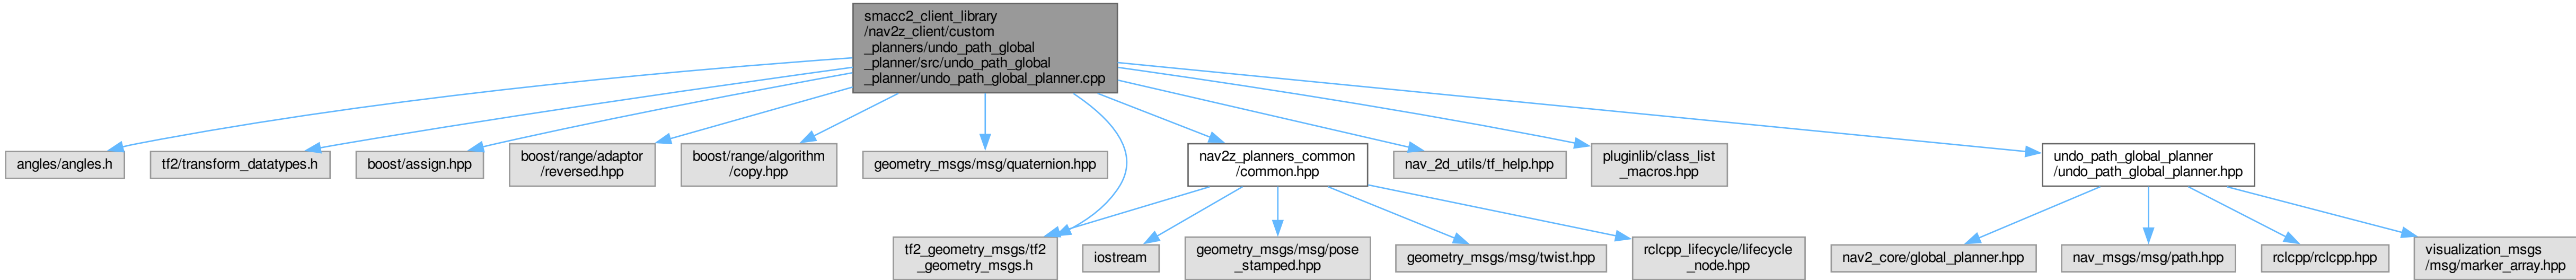 smacc2_client_library
/nav2z_client/custom
_planners/undo_path_global
_planner/src/undo_path_global
_planner/undo_path_global_planner.cpp
angles/angles.h
tf2/transform_datatypes.h
boost/assign.hpp
boost/range/adaptor
/reversed.hpp
boost/range/algorithm
/copy.hpp
geometry_msgs/msg/quaternion.hpp
nav2z_planners_common
/common.hpp
nav_2d_utils/tf_help.hpp
pluginlib/class_list
_macros.hpp
undo_path_global_planner
/undo_path_global_planner.hpp
tf2_geometry_msgs/tf2
_geometry_msgs.h
iostream
geometry_msgs/msg/pose
_stamped.hpp
geometry_msgs/msg/twist.hpp
rclcpp_lifecycle/lifecycle
_node.hpp
nav2_core/global_planner.hpp
nav_msgs/msg/path.hpp
rclcpp/rclcpp.hpp
visualization_msgs
/msg/marker_array.hpp